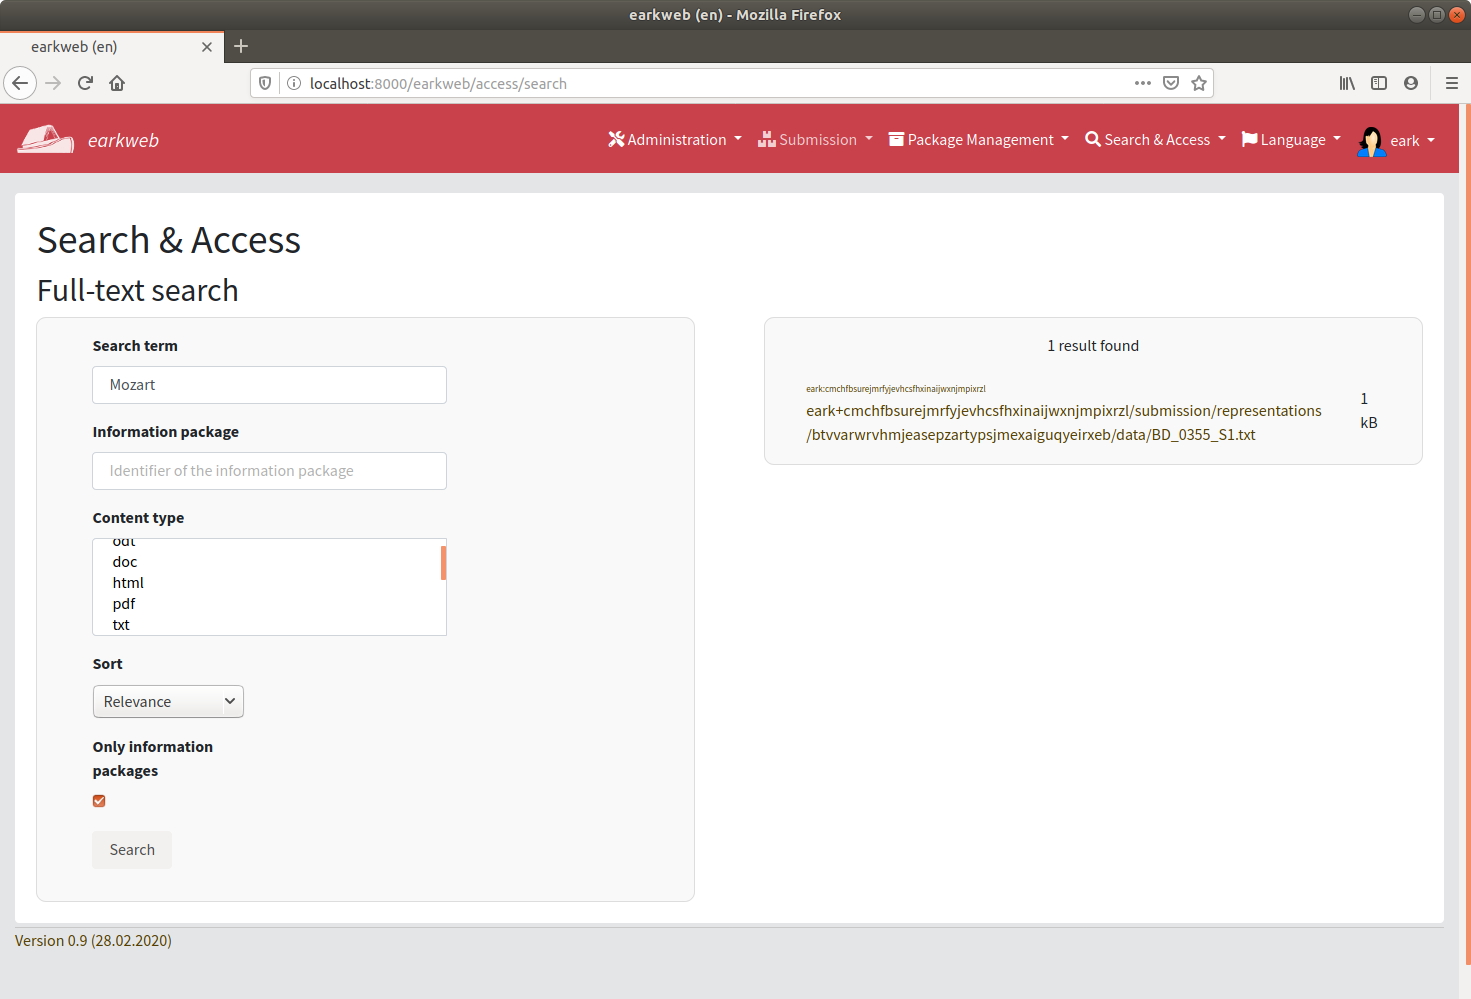 earkweb (en) - Mozilla Firefox
earkweb (en)
localhost:8000/earkweb/access/search
earkweb
Administration
Submission
Package Management
Search & Access
Language
eark
Search & Access
Full-text search
Search term
Mozart
Information package
Identifier of the information package
Content type
odt
doc
html
pdf
txt
Sort
Relevance
Only information
packages
Search
1 result found
eark:cmchfbsurejmrfyjevhcsfhxinaijwxnjmpixrzl
eark+cmchfbsurejmrfyjevhcsfhxinaijwxnjmpixrzl/submission/representations
/btvvarwrvhmjeasepzartypsjmexaiguqyeirxeb/data/BD_0355_S1.txt
1
kB
Version 0.9 (28.02.2020)